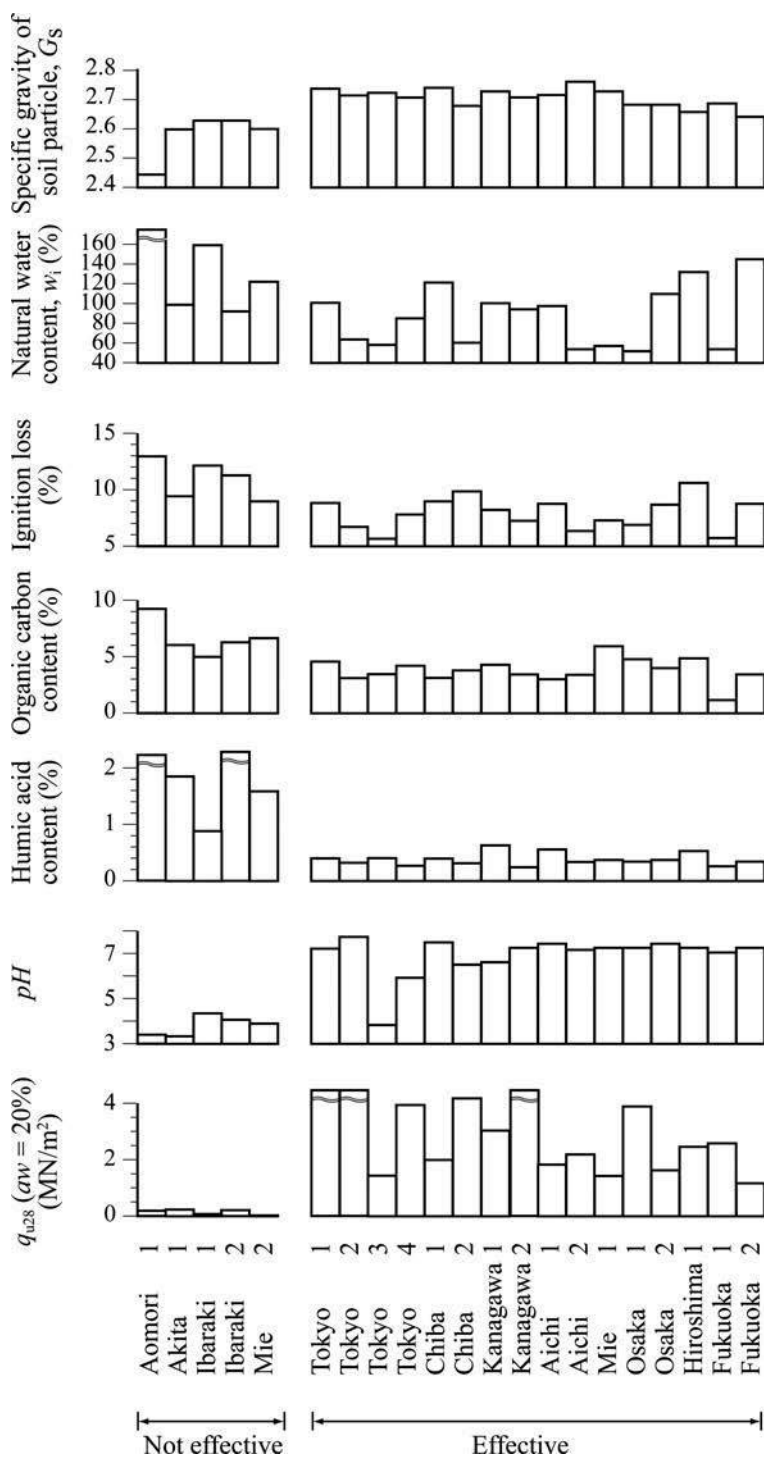 Specific gravity of
soil particle, Gs
2.8
2.7
2.6
2.5
2.4
Natural water
content, wi (%)
160
140
120
100
80
60
40
Ignition loss
(%)
15
10
5
Organic carbon
content (%)
10
5
0
Humic acid
content (%)
2
1
0
pH
7
5
3
qu28 (aw = 20%)
(MN/m²)
4
2
0
Aomori 1
Akita 1
Ibaraki 1
Ibaraki 2
Mie 2
Tokyo 1
Tokyo 2
Tokyo 3
Tokyo 4
Chiba 1
Chiba 2
Kanagawa 1
Kanagawa 2
Aichi 1
Aichi 2
Mie 1
Osaka 1
Osaka 2
Hiroshima 1
Fukuoka 1
Fukuoka 2
Not effective
Effective